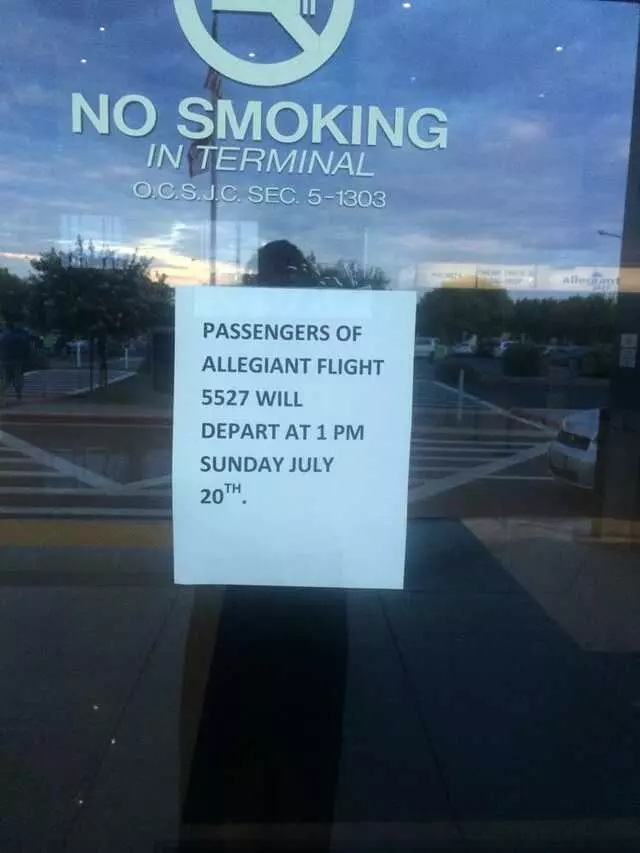 NO SMOKING
IN TERMINAL
O.C.S.J.C. SEC. 5-1303
allegiant
PASSENGERS OF
ALLEGIANT FLIGHT
5527 WILL
DEPART AT 1 PM
SUNDAY JULY
20TH.